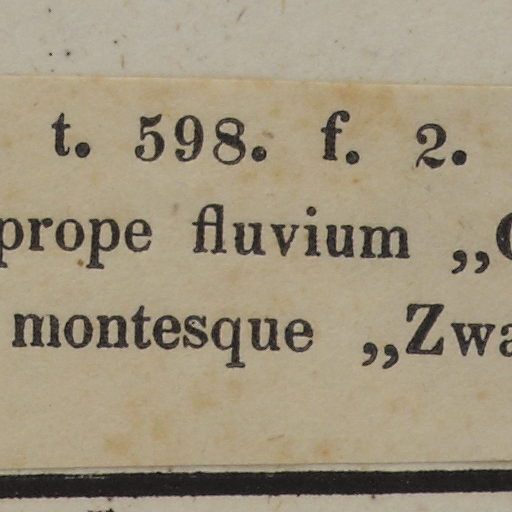 t. 598. f. 2.
prope fluvium „
montesque „Zwa